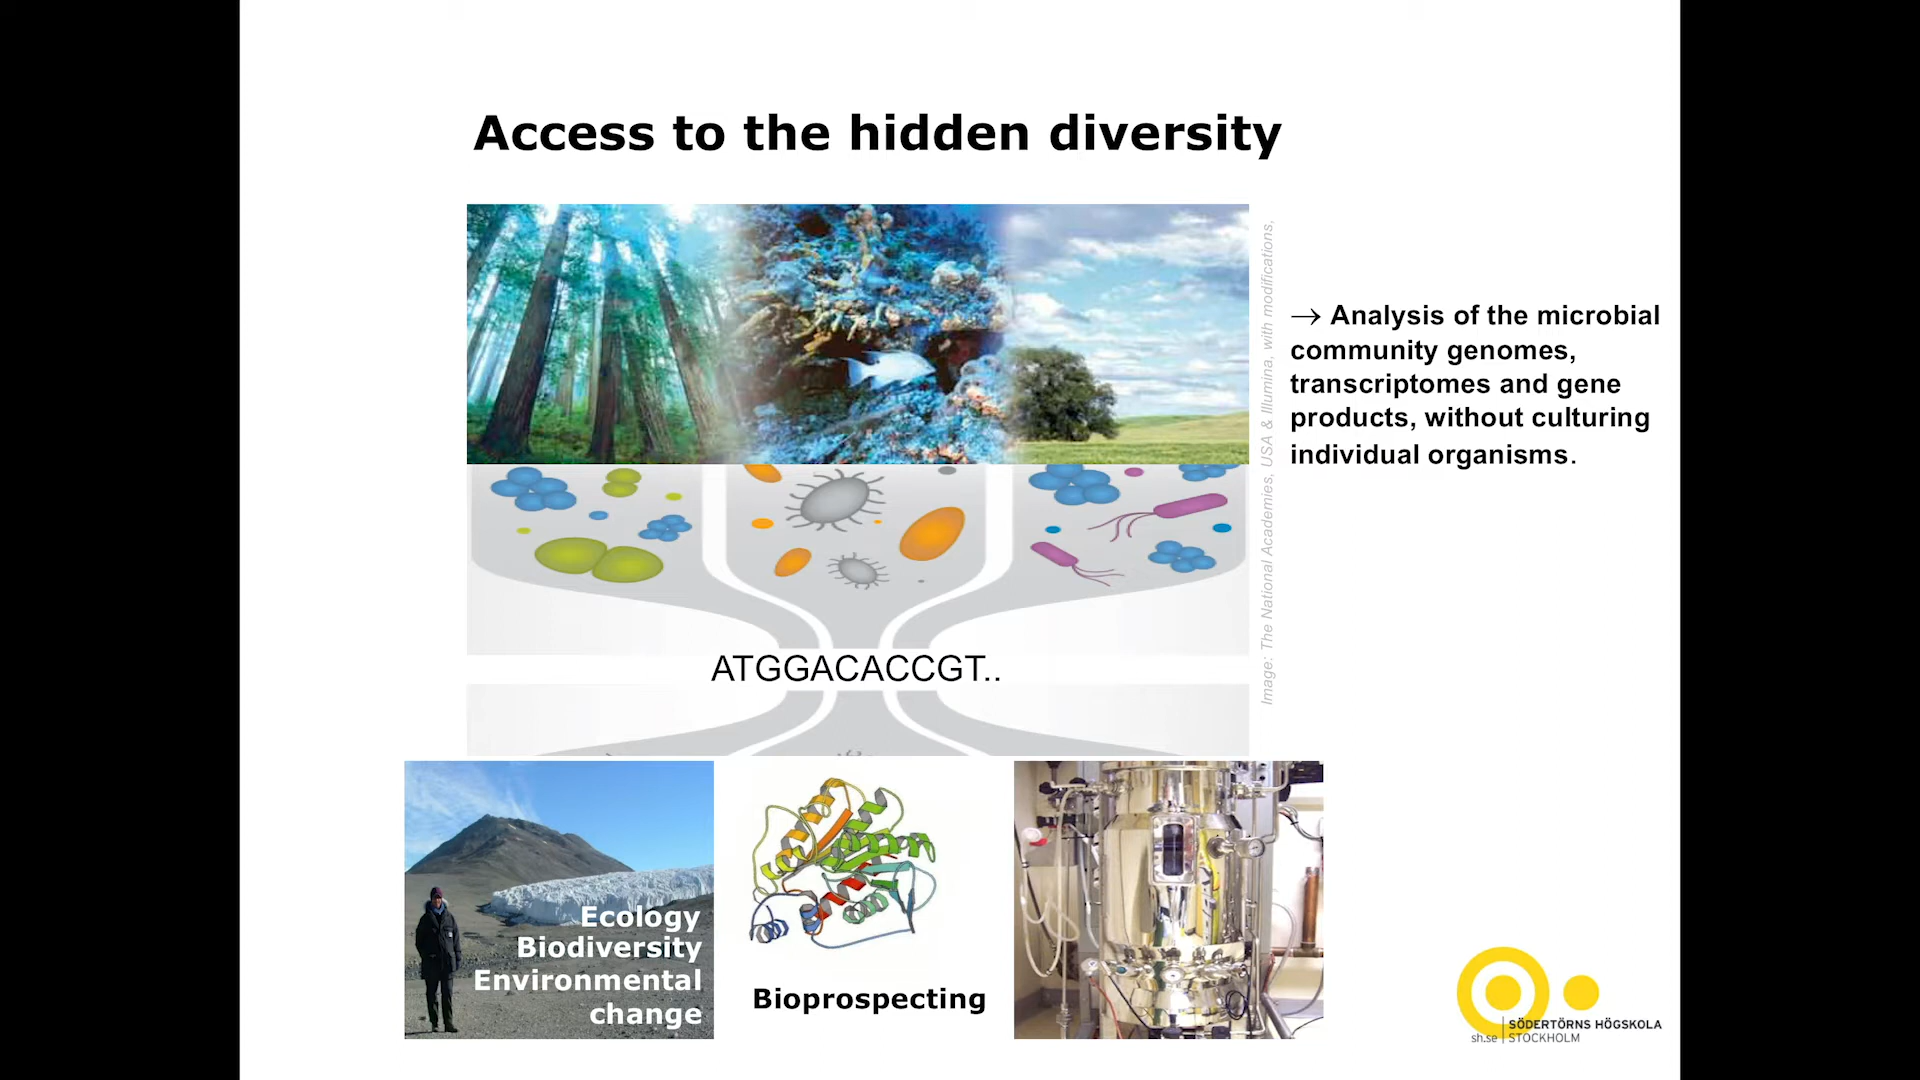 Access to the hidden diversity
→ Analysis of the microbial
community genomes,
transcriptomes and gene
products, without culturing
individual organisms.
Image: The National Academies, USA & Illumina, with modifications,
ATGGACACCGT..
Ecology
Biodiversity
Environmental
change
Bioprospecting
SÖDERTÖRNS HÖGSKOLA
sh.se | STOCKHOLM